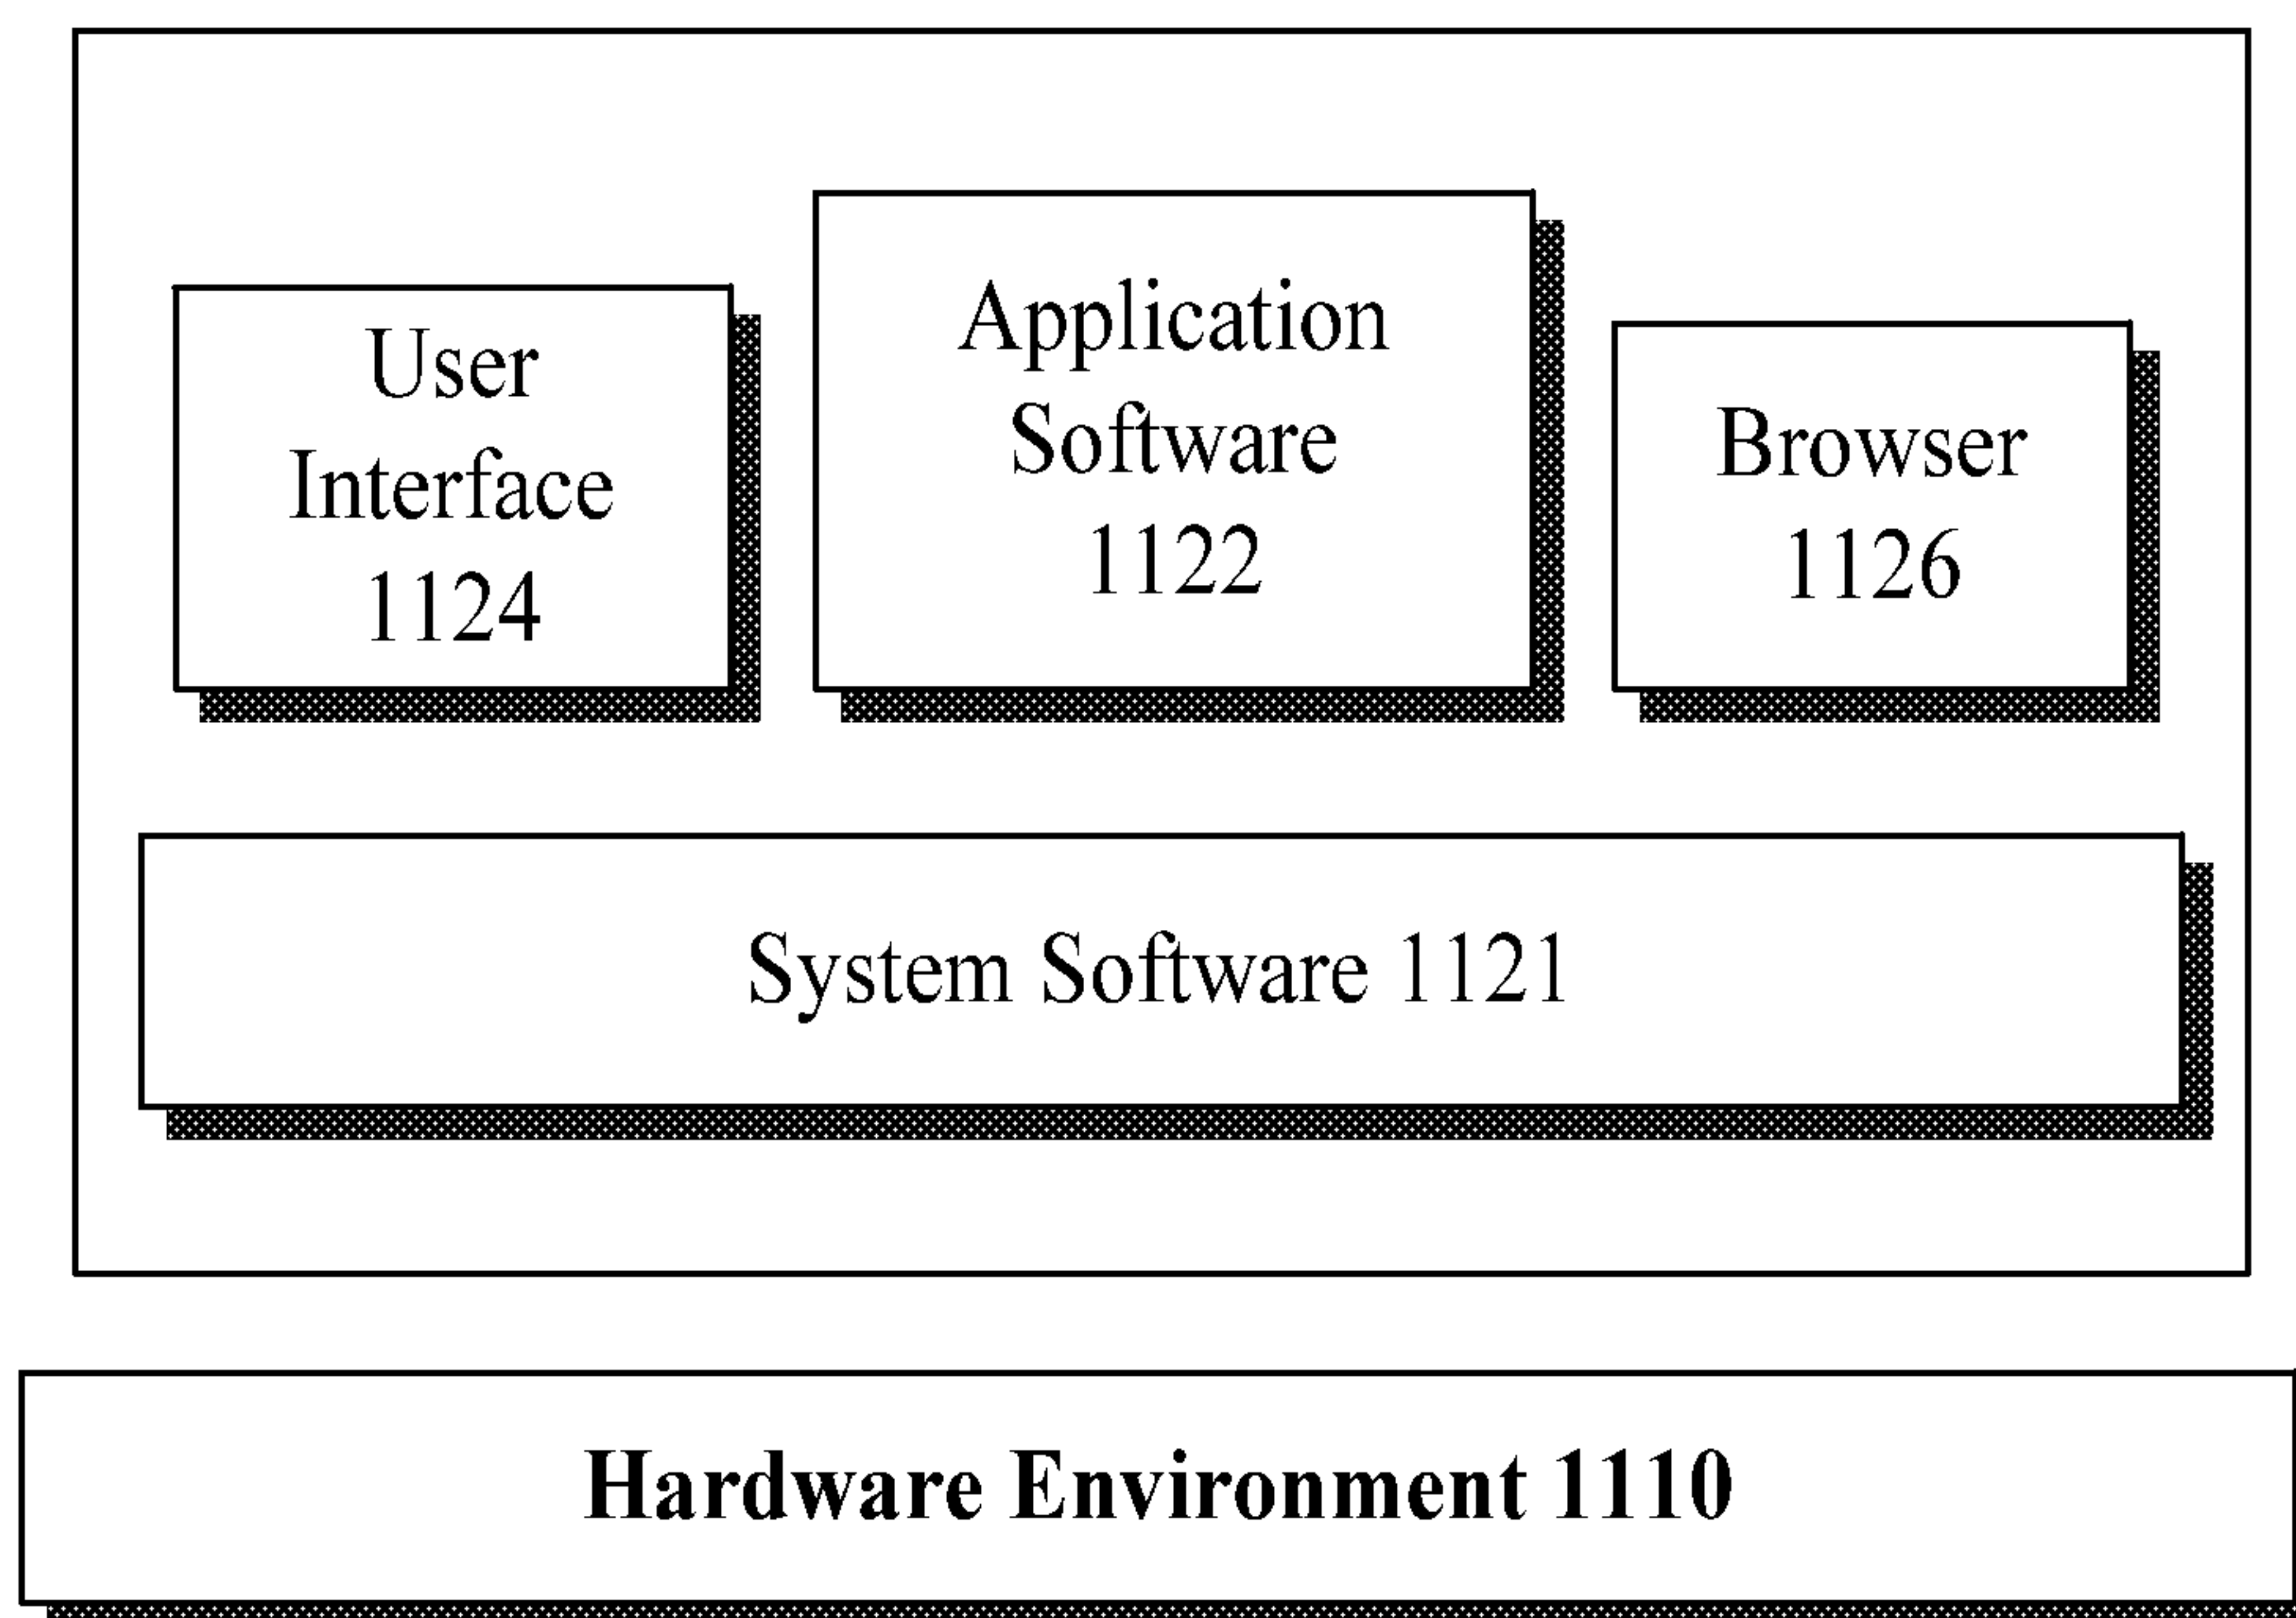 User
Interface
1124
Application
Software
1122
Browser
1126
System Software 1121
Hardware Environment 1110